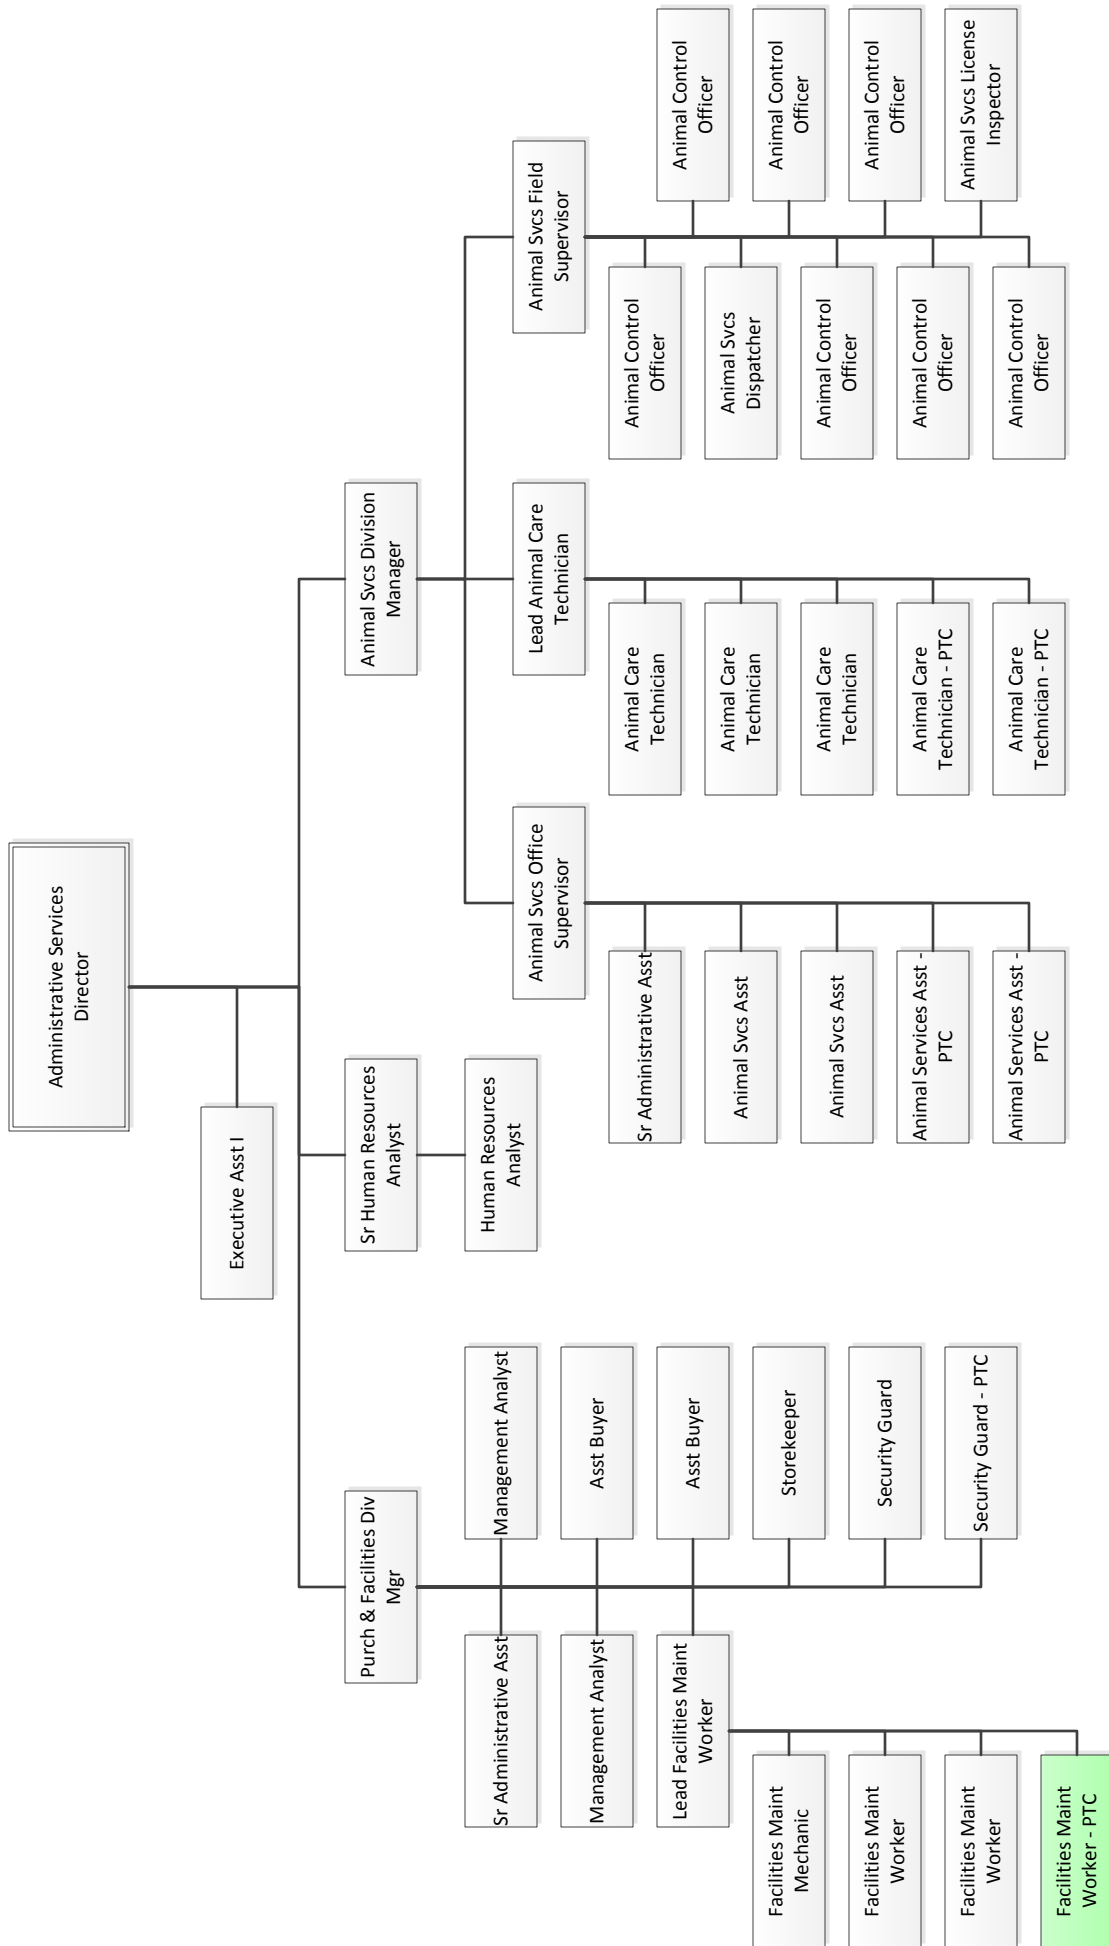 Administrative Services
Director
Executive Asst I
Purch & Facilities Div
Mgr
Sr Human Resources
Analyst
Animal Svcs Division
Manager
Sr Administrative Asst
Management Analyst
Management Analyst
Asst Buyer
Lead Facilities Maint
Worker
Asst Buyer
Storekeeper
Security Guard
Security Guard - PTC
Facilities Maint
Mechanic
Facilities Maint
Worker
Facilities Maint
Worker
Facilities Maint
Worker - PTC
Human Resources
Analyst
Animal Svcs Office
Supervisor
Sr Administrative Asst
Animal Svcs Asst
Animal Svcs Asst
Animal Services Asst -
PTC
Animal Services Asst -
PTC
Lead Animal Care
Technician
Animal Care
Technician
Animal Care
Technician
Animal Care
Technician
Animal Care
Technician - PTC
Animal Care
Technician - PTC
Animal Svcs Field
Supervisor
Animal Control
Officer
Animal Control
Officer
Animal Svcs
Dispatcher
Animal Control
Officer
Animal Control
Officer
Animal Control
Officer
Animal Control
Officer
Animal Svcs License
Inspector
Animal Control
Officer